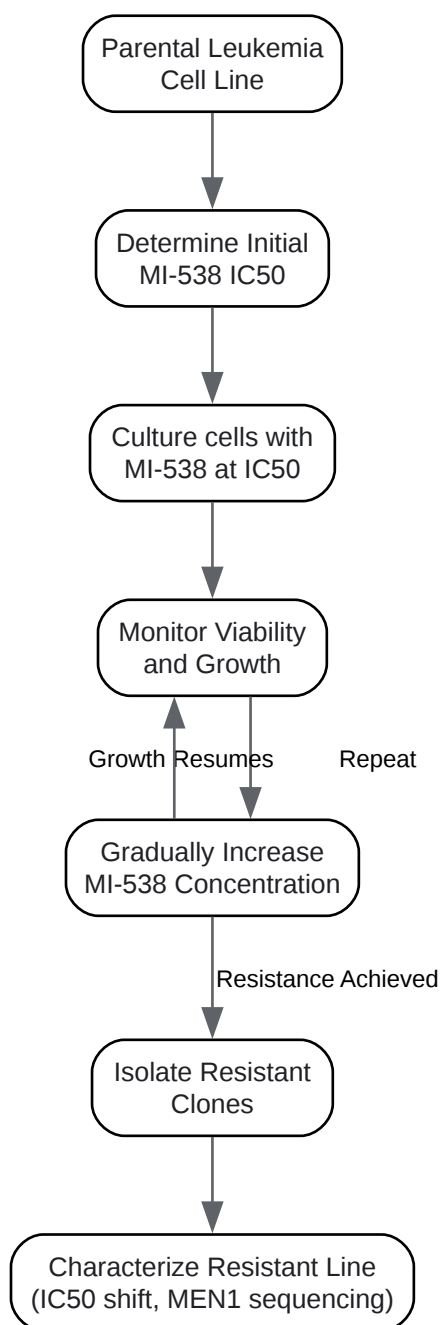 Parental Leukemia
Cell Line
Determine Initial
MI-538 IC50
Culture cells with
MI-538 at IC50
Monitor Viability
and Growth
Growth Resumes
Repeat
Gradually Increase
MI-538 Concentration
Resistance Achieved
Isolate Resistant
Clones
Characterize Resistant Line
(IC50 shift, MEN1 sequencing)